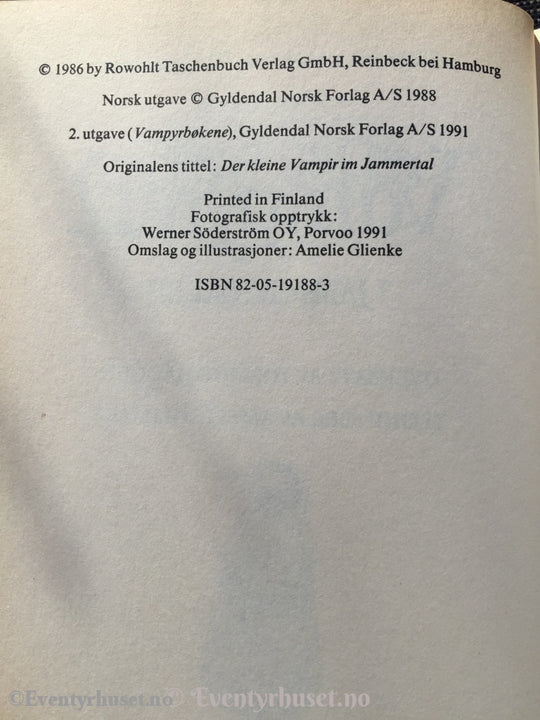 © 1986 by Rowohlt Taschenbuch Verlag GmbH, Reinbeck bei Hamburg
Norsk utgave © Gyldendal Norsk Forlag A/S 1988
2. utgave (Vampyrbøkene), Gyldendal Norsk Forlag A/S 1991
Originalens tittel: Der kleine Vampir im Jammertal
Printed in Finland
Fotografisk opptrykk:
Werner Söderström OY, Porvoo 1991
Omslag og illustrasjoner: Amelie Glienke
ISBN 82-05-19188-3
©Eventyrhuset.no © Eventyrhuset.no